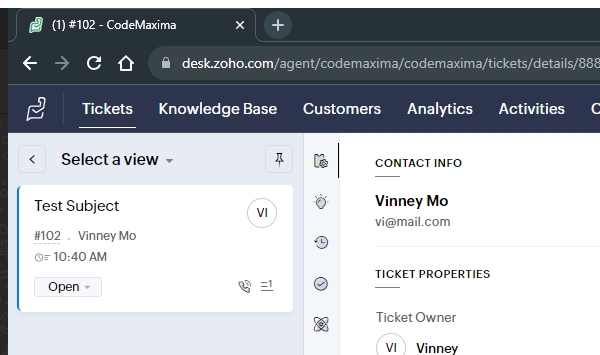 (1) #102 - CodeMaxima
desk.zoho.com/agent/codemaxima/codemaxima/tickets/details/888
Tickets Knowledge Base Customers Analytics Activities C
Select a view
Test Subject
VI
#102 . Vinney Mo
10:40 AM
Open
1
CONTACT INFO
Vinney Mo
vi@mail.com
TICKET PROPERTIES
Ticket Owner
VI Vinney